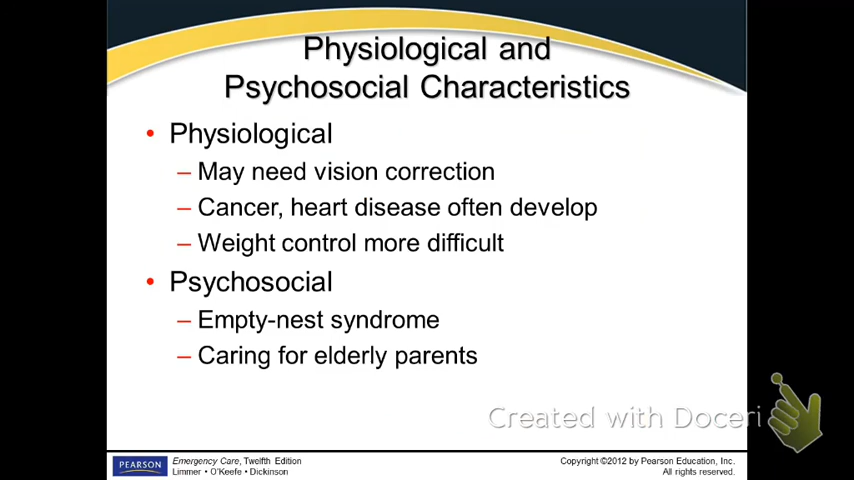 Physiological and
Psychosocial Characteristics
• Physiological
– May need vision correction
– Cancer, heart disease often develop
– Weight control more difficult
• Psychosocial
– Empty-nest syndrome
– Caring for elderly parents
Created with Doceri
PEARSON
Emergency Care, Twelfth Edition
Limmer • O'Keefe • Dickinson
Copyright ©2012 by Pearson Education, Inc.
All rights reserved.